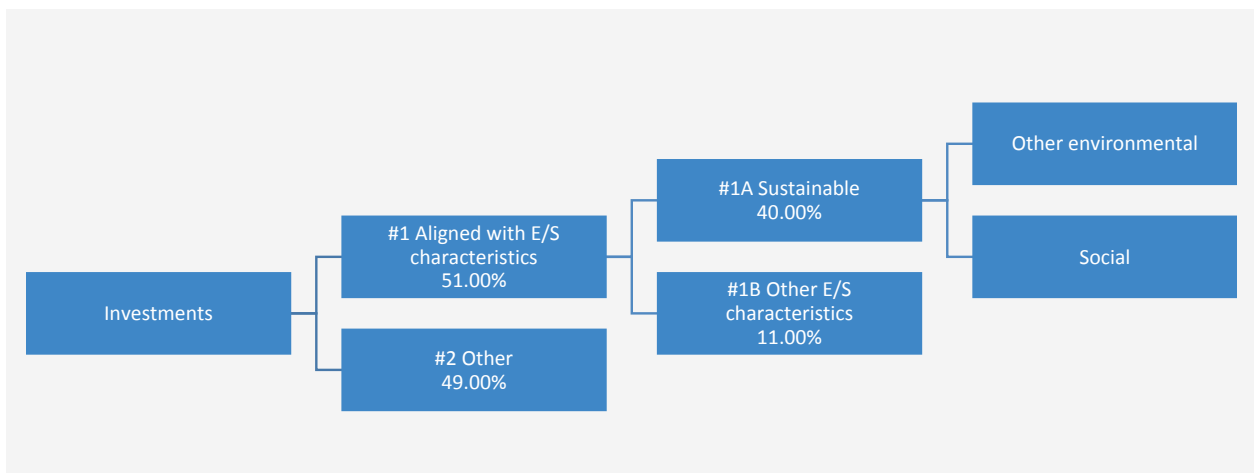 Investments
#1 Aligned with E/S
characteristics
51.00%
#2 Other
49.00%
#1A Sustainable
40.00%
#1B Other E/S
characteristics
11.00%
Other environmental
Social